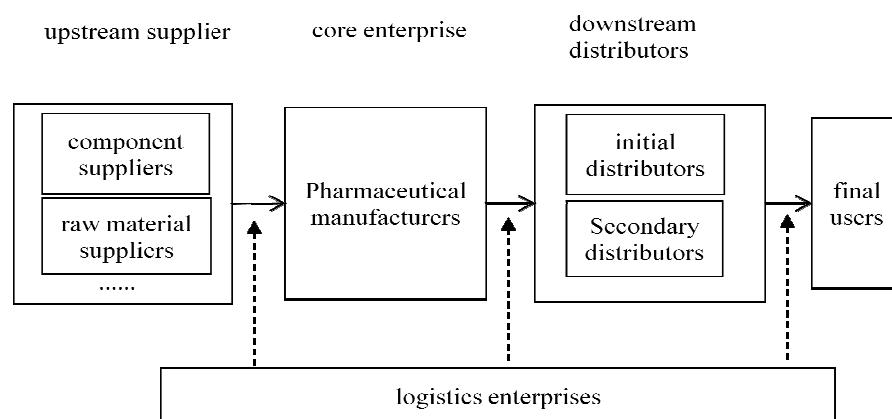 upstream supplier
core enterprise
downstream
distributors
component
suppliers
raw material
suppliers
......
Pharmaceutical
manufacturers
initial
distributors
Secondary
distributors
final
users
logistics enterprises